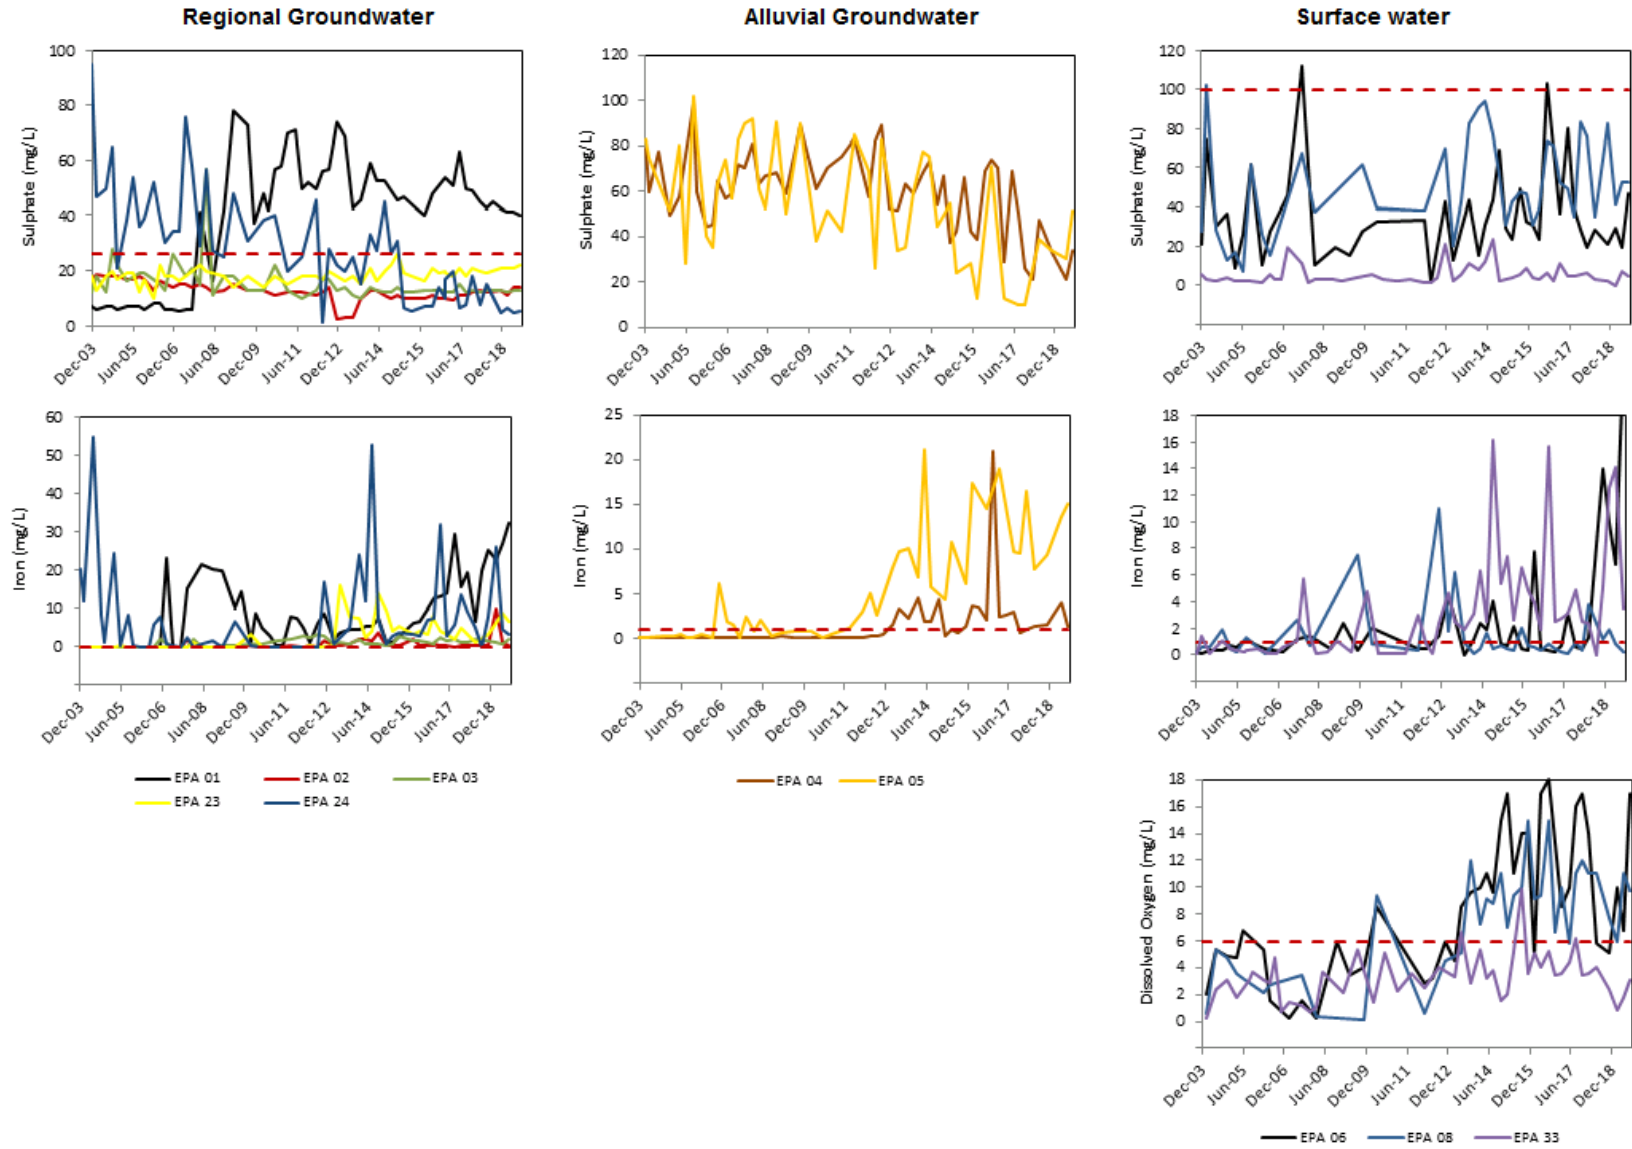 Regional Groundwater
Alluvial Groundwater
Surface water
Sulphate (mg/L)
100
80
60
40
20
0
Dec-03
Jun-05
Dec-06
Jun-08
Dec-09
Jun-11
Dec-12
Jun-14
Dec-15
Jun-17
Dec-18
Sulphate (mg/L)
120
100
80
60
40
20
0
Dec-03
Jun-05
Dec-06
Jun-08
Dec-09
Jun-11
Dec-12
Jun-14
Dec-15
Jun-17
Dec-18
Sulphate (mg/L)
120
100
80
60
40
20
0
Dec-03
Jun-05
Dec-06
Jun-08
Dec-09
Jun-11
Dec-12
Jun-14
Dec-15
Jun-17
Dec-18
Iron (mg/L)
60
50
40
30
20
10
0
Dec-03
Jun-05
Dec-06
Jun-08
Dec-09
Jun-11
Dec-12
Jun-14
Dec-15
Jun-17
Dec-18
EPA 01
EPA 02
EPA 03
EPA 23
EPA 24
Iron (mg/L)
25
20
15
10
5
0
Dec-03
Jun-05
Dec-06
Jun-08
Dec-09
Jun-11
Dec-12
Jun-14
Dec-15
Jun-17
Dec-18
EPA 04
EPA 05
Iron (mg/L)
18
16
14
12
10
8
6
4
2
0
Dec-03
Jun-05
Dec-06
Jun-08
Dec-09
Jun-11
Dec-12
Jun-14
Dec-15
Jun-17
Dec-18
Dissolved Oxygen (mg/L)
18
16
14
12
10
8
6
4
2
0
Dec-03
Jun-05
Dec-06
Jun-08
Dec-09
Jun-11
Dec-12
Jun-14
Dec-15
Jun-17
Dec-18
EPA 06
EPA 08
EPA 33